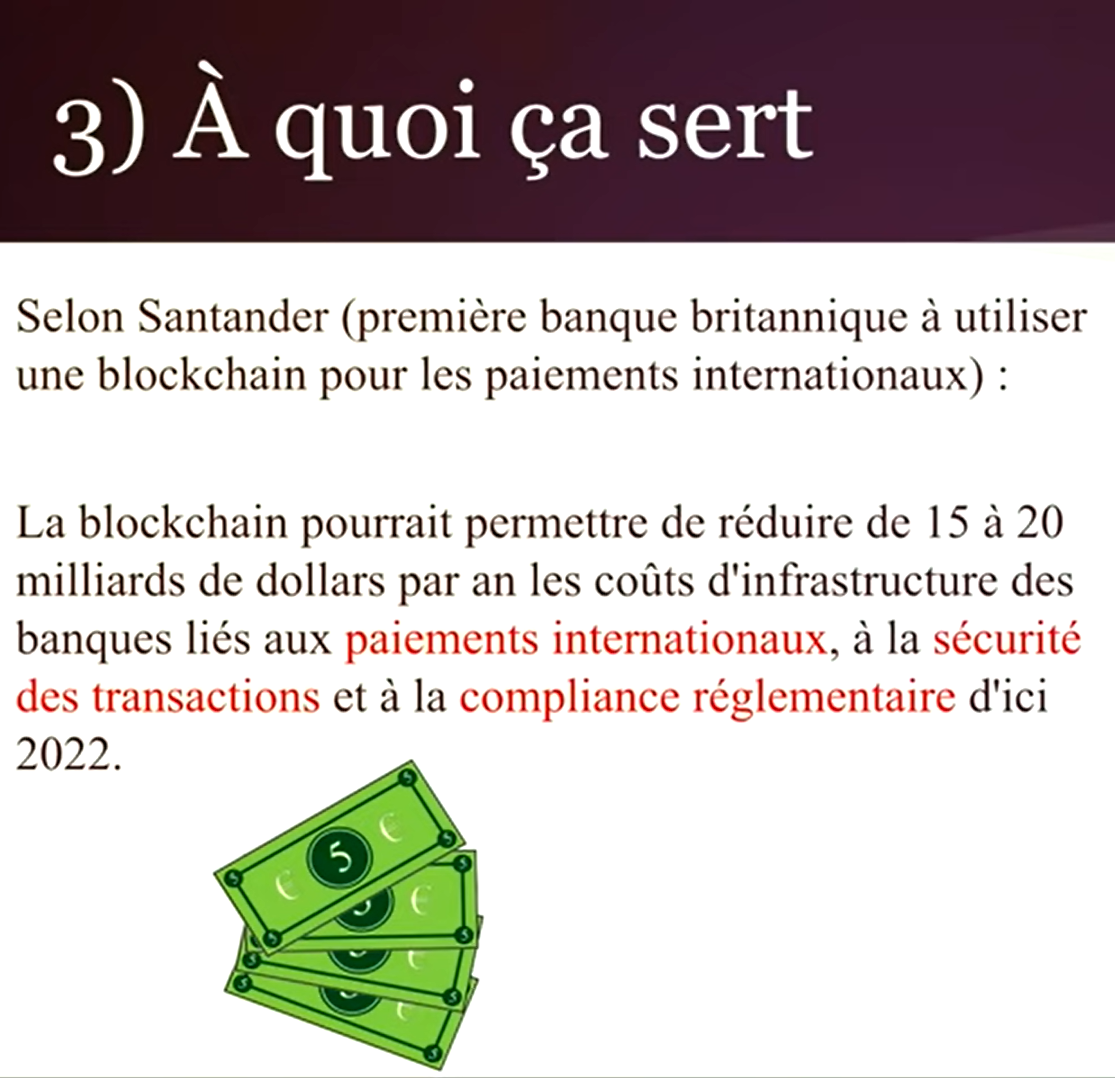 3) À quoi ça sert
Selon Santander (première banque britannique à utiliser
une blockchain pour les paiements internationaux) :
La blockchain pourrait permettre de réduire de 15 à 20
milliards de dollars par an les coûts d'infrastructure des
banques liés aux paiements internationaux, à la sécurité
des transactions et à la compliance réglementaire d'ici
2022.
€ 5 €
€
€
€